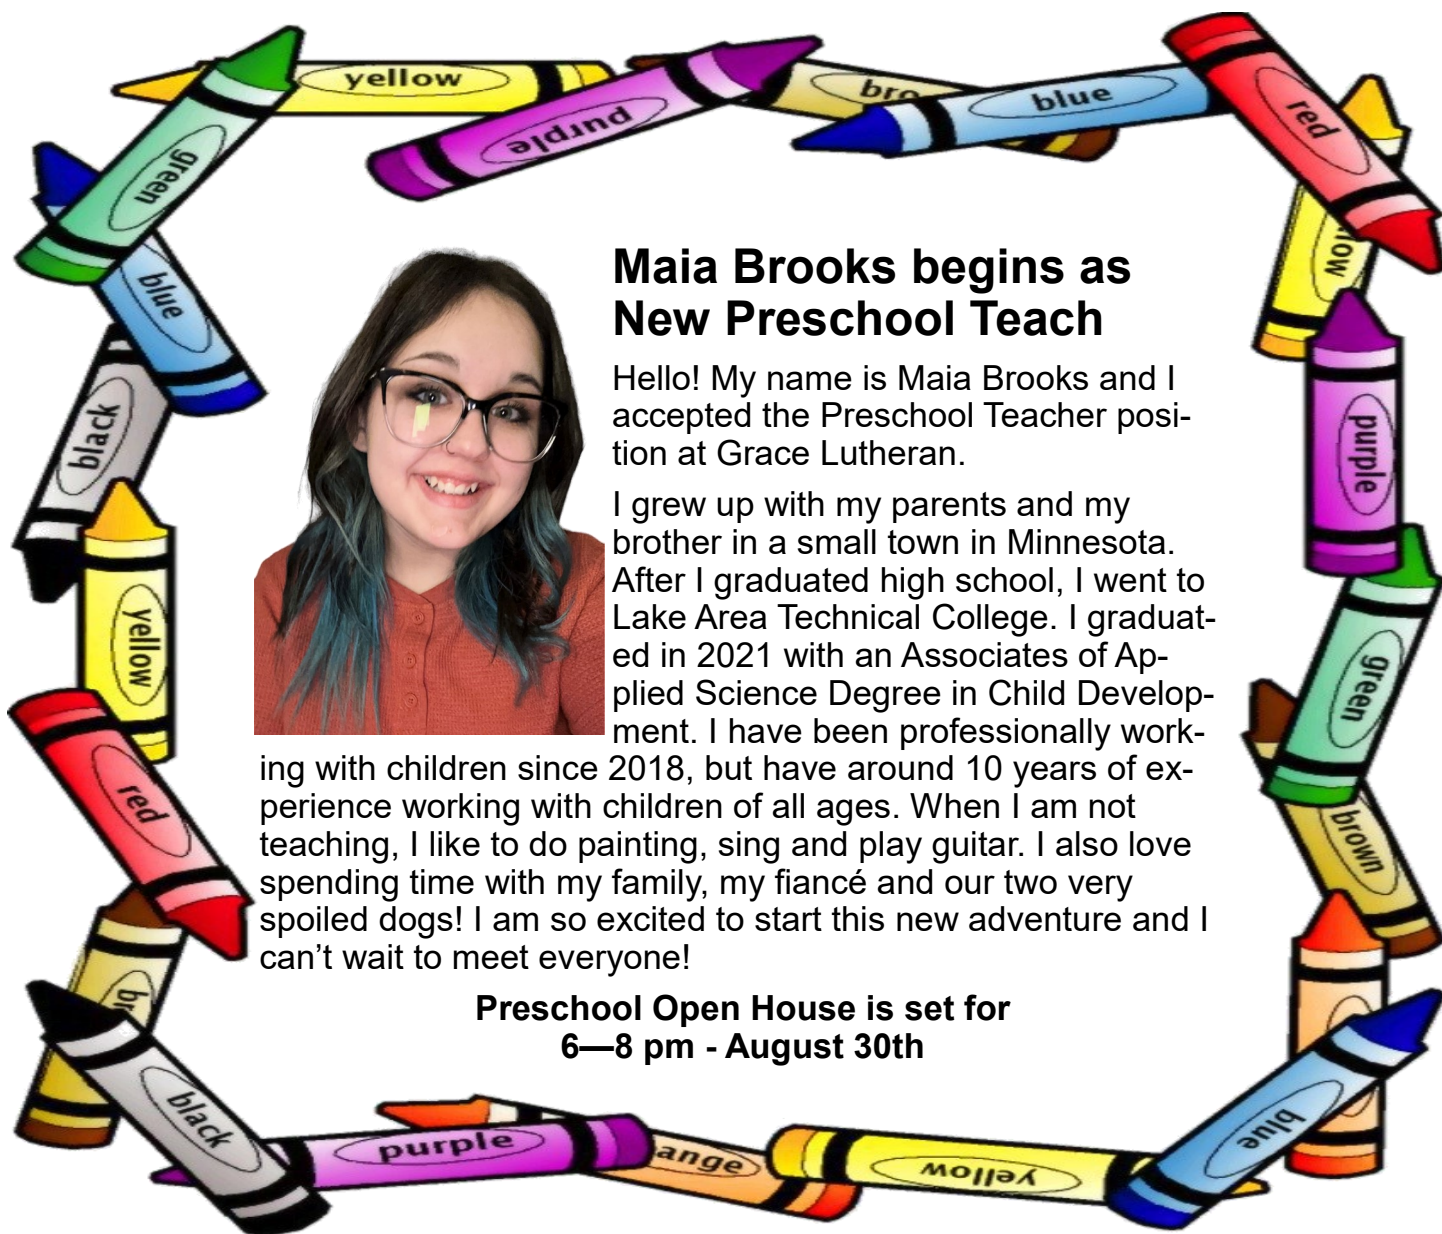 yellow
purple
bro
blue
red
green
blue
low
black
purple
yellow
green
red
brown
br
black
blue
purple
ange
yellow
Maia Brooks begins as
New Preschool Teach
Hello! My name is Maia Brooks and I
accepted the Preschool Teacher posi-
tion at Grace Lutheran.
I grew up with my parents and my
brother in a small town in Minnesota.
After I graduated high school, I went to
Lake Area Technical College. I graduat-
ed in 2021 with an Associates of Ap-
plied Science Degree in Child Develop-
ment. I have been professionally work-
ing with children since 2018, but have around 10 years of ex-
perience working with children of all ages. When I am not
teaching, I like to do painting, sing and play guitar. I also love
spending time with my family, my fiancé and our two very
spoiled dogs! I am so excited to start this new adventure and I
can’t wait to meet everyone!
Preschool Open House is set for
6—8 pm - August 30th